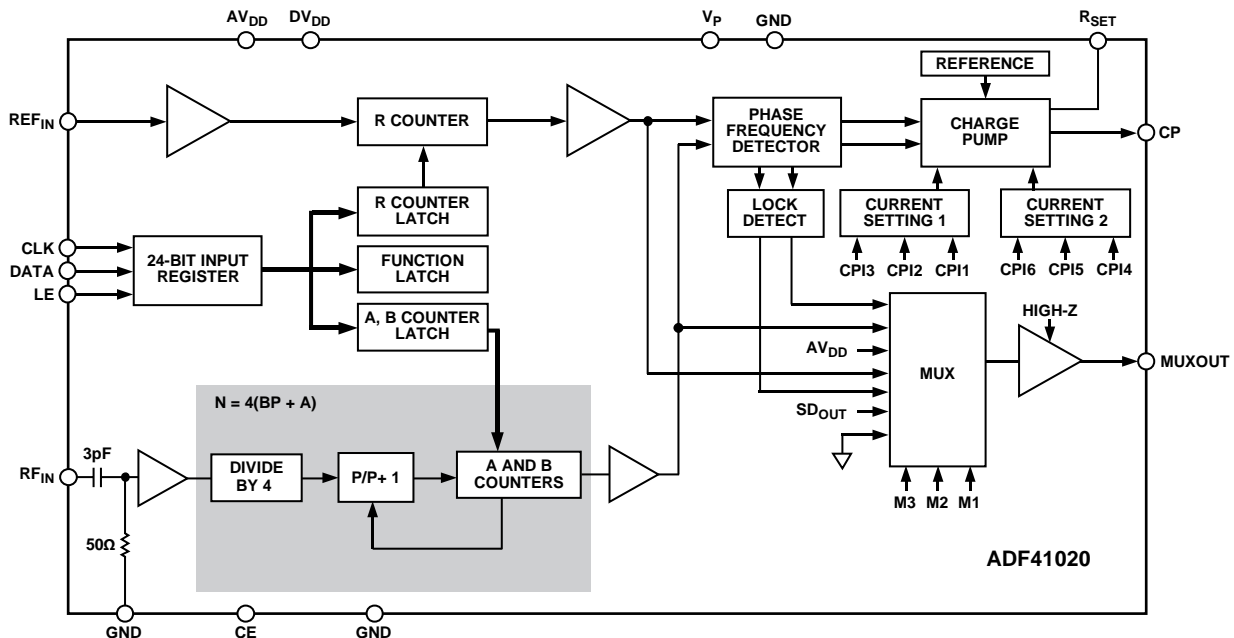 AVDD DVDD VP GND RSET
REFERENCE
REFIN
R COUNTER
PHASE
FREQUENCY
DETECTOR
CHARGE
PUMP
CP
R COUNTER
LATCH
LOCK
DETECT
CURRENT
SETTING 1
CURRENT
SETTING 2
CLK
DATA
LE
24-BIT INPUT
REGISTER
FUNCTION
LATCH
CPI3 CPI2 CPI1
CPI6 CPI5 CPI4
A, B COUNTER
LATCH
HIGH-Z
AVDD
MUX
MUXOUT
SDOUT
N = 4(BP + A)
3pF
RFIN
DIVIDE
BY 4
P/P+ 1
A AND B
COUNTERS
M3 M2 M1
50Ω
ADF41020
GND CE GND